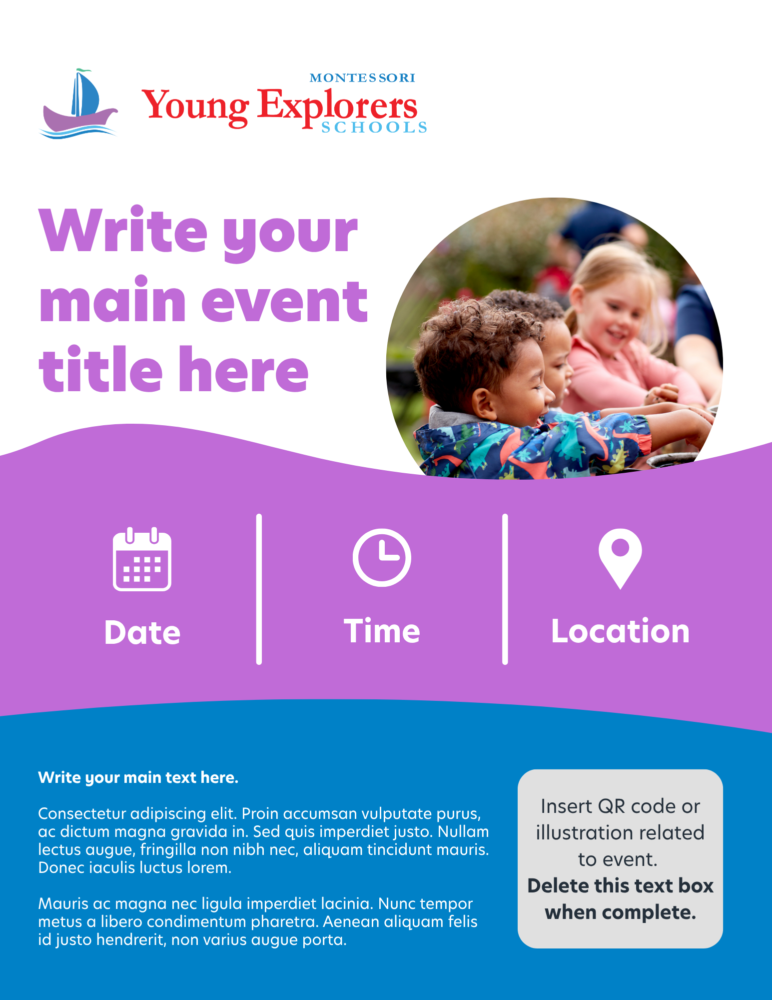 MONTESSORI
Young Explorers
SCHOOLS
Write your
main event
title here
Date
Time
Location
Write your main text here.
Consectetur adipiscing elit. Proin accumsan vulputate purus,
ac dictum magna gravida in. Sed quis imperdiet justo. Nullam
lectus augue, fringilla non nibh nec, aliquam tincidunt mauris.
Donec iaculis luctus lorem.
Mauris ac magna nec ligula imperdiet lacinia. Nunc tempor
metus a libero condimentum pharetra. Aenean aliquam felis
id justo hendrerit, non varius augue porta.
Insert QR code or
illustration related
to event.
Delete this text box
when complete.